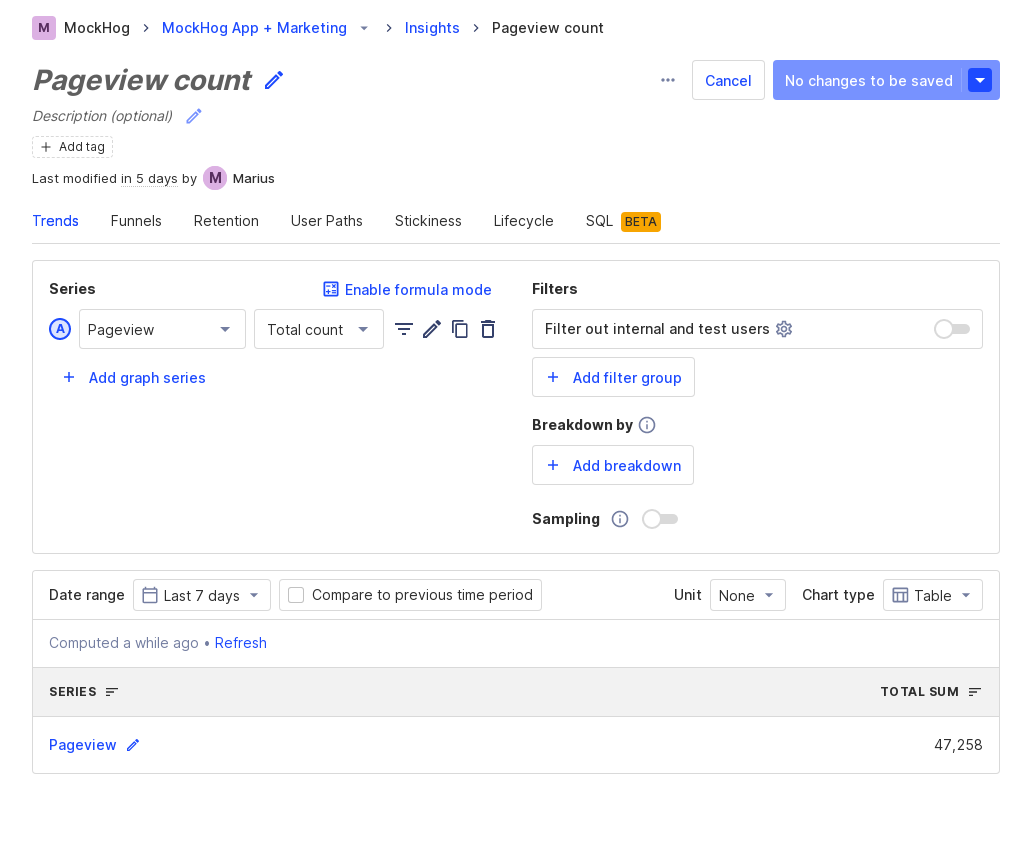 M MockHog MockHog App + Marketing Insights Pageview count
Pageview count
Cancel No changes to be saved
Description (optional)
Add tag
Last modified in 5 days by M Marius
Trends Funnels Retention User Paths Stickiness Lifecycle SQL BETA
Series Enable formula mode Filters
A Pageview Total count Filter out internal and test users
Add graph series Add filter group
Breakdown by
Add breakdown
Sampling
Date range Last 7 days Compare to previous time period Unit None Chart type Table
Computed a while ago • Refresh
SERIES TOTAL SUM
Pageview 47,258